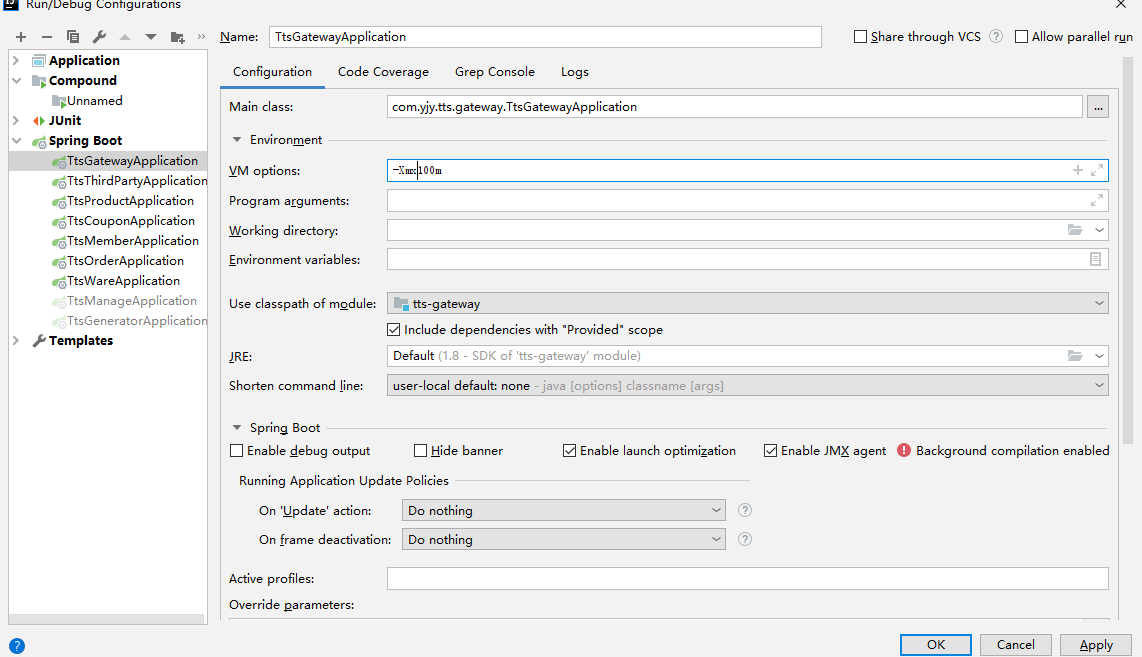 Run/Debug Configurations
Name: TtsGatewayApplication
Share through VCS
Allow parallel run
Application
Compound
Unnamed
JUnit
Spring Boot
TtsGatewayApplication
TtsThirdPartyApplication
TtsProductApplication
TtsCouponApplication
TtsMemberApplication
TtsOrderApplication
TtsWareApplication
TtsManageApplication
TtsGeneratorApplication
Templates
Configuration Code Coverage Grep Console Logs
Main class: com.yjy.tts.gateway.TtsGatewayApplication ...
Environment
VM options: -Xmx100m
Program arguments:
Working directory:
Environment variables:
Use classpath of module: tts-gateway
Include dependencies with "Provided" scope
JRE: Default (1.8 - SDK of 'tts-gateway' module)
Shorten command line: user-local default: none - java [options] classname [args]
Spring Boot
Enable debug output Hide banner Enable launch optimization Enable JMX agent Background compilation enabled
Running Application Update Policies
On 'Update' action: Do nothing
On frame deactivation: Do nothing
Active profiles:
Override parameters:
OK Cancel Apply